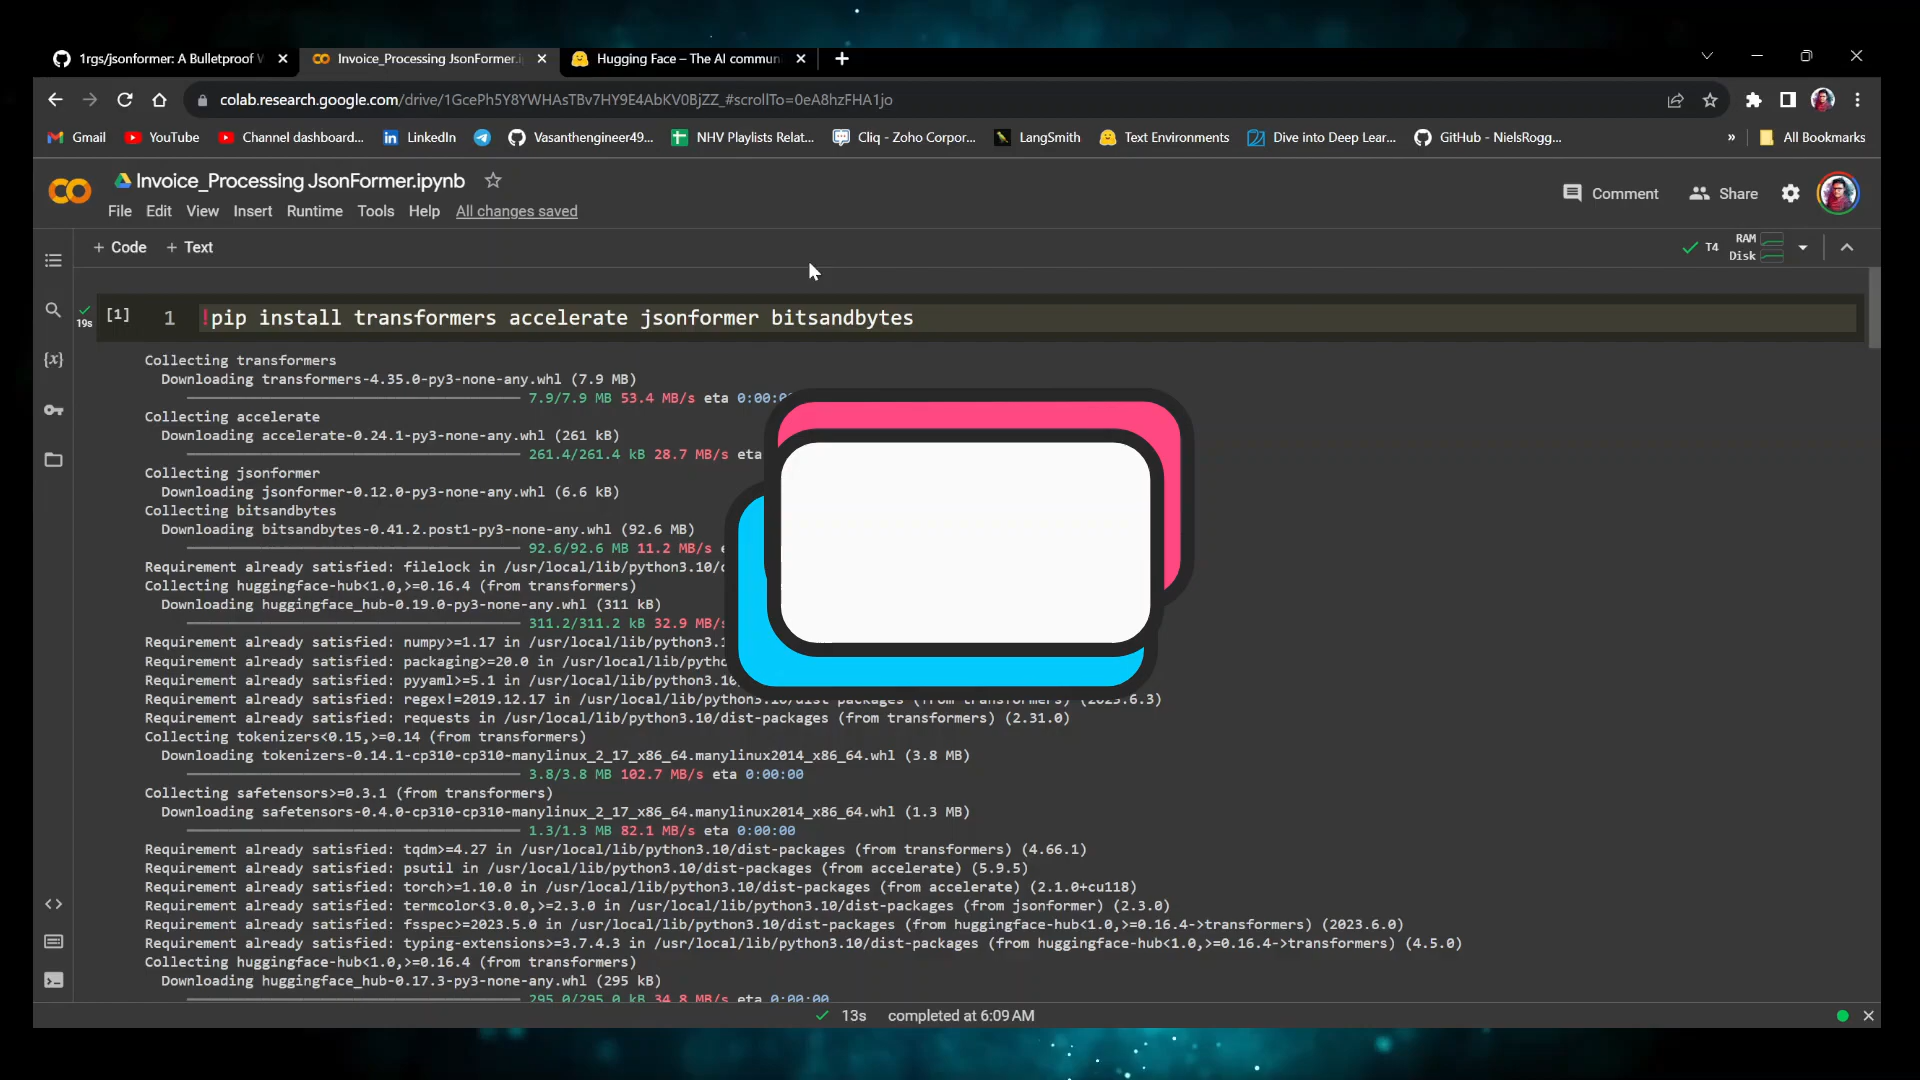 1rgs/jsonformer: A Bulletproof W
Invoice_Processing JsonFormer.i
Hugging Face – The AI commun
colab.research.google.com/drive/1GcePh5Y8YWHAsTBv7HY9E4AbKV0BjZZ_#scrollTo=0eA8hzFHA1jo
Gmail YouTube Channel dashboard... LinkedIn Vasanthengineer49... NHV Playlists Relat... Cliq - Zoho Corpor... LangSmith Text Environments Dive into Deep Lear... GitHub - NielsRogg... » All Bookmarks
Invoice_Processing JsonFormer.ipynb
Comment Share
File Edit View Insert Runtime Tools Help All changes saved
+ Code + Text
T4 RAM
Disk
19s [1] 1 !pip install transformers accelerate jsonformer bitsandbytes
Collecting transformers
Downloading transformers-4.35.0-py3-none-any.whl (7.9 MB)
7.9/7.9 MB 53.4 MB/s eta 0:00:0
Collecting accelerate
Downloading accelerate-0.24.1-py3-none-any.whl (261 kB)
261.4/261.4 kB 28.7 MB/s eta
Collecting jsonformer
Downloading jsonformer-0.12.0-py3-none-any.whl (6.6 kB)
Collecting bitsandbytes
Downloading bitsandbytes-0.41.2.post1-py3-none-any.whl (92.6 MB)
92.6/92.6 MB 11.2 MB/s
Requirement already satisfied: filelock in /usr/local/lib/python3.10/
Collecting huggingface-hub<1.0,>=0.16.4 (from transformers)
Downloading huggingface_hub-0.19.0-py3-none-any.whl (311 kB)
311.2/311.2 kB 32.9 MB/s
Requirement already satisfied: numpy>=1.17 in /usr/local/lib/python3.1
Requirement already satisfied: packaging>=20.0 in /usr/local/lib/pytho
Requirement already satisfied: pyyaml>=5.1 in /usr/local/lib/python3.
Requirement already satisfied: regex!=2019.12.17 in /usr/local/lib/python3.10/dist-packages (from transformers) (2023.6.3)
Requirement already satisfied: requests in /usr/local/lib/python3.10/dist-packages (from transformers) (2.31.0)
Collecting tokenizers<0.15,>=0.14 (from transformers)
Downloading tokenizers-0.14.1-cp310-cp310-manylinux_2_17_x86_64.manylinux2014_x86_64.whl (3.8 MB)
3.8/3.8 MB 102.7 MB/s eta 0:00:00
Collecting safetensors>=0.3.1 (from transformers)
Downloading safetensors-0.4.0-cp310-cp310-manylinux_2_17_x86_64.manylinux2014_x86_64.whl (1.3 MB)
1.3/1.3 MB 82.1 MB/s eta 0:00:00
Requirement already satisfied: tqdm>=4.27 in /usr/local/lib/python3.10/dist-packages (from transformers) (4.66.1)
Requirement already satisfied: psutil in /usr/local/lib/python3.10/dist-packages (from accelerate) (5.9.5)
Requirement already satisfied: torch>=1.10.0 in /usr/local/lib/python3.10/dist-packages (from accelerate) (2.1.0+cu118)
Requirement already satisfied: termcolor<3.0.0,>=2.3.0 in /usr/local/lib/python3.10/dist-packages (from jsonformer) (2.3.0)
Requirement already satisfied: fsspec>=2023.5.0 in /usr/local/lib/python3.10/dist-packages (from huggingface-hub<1.0,>=0.16.4->transformers) (2023.6.0)
Requirement already satisfied: typing-extensions>=3.7.4.3 in /usr/local/lib/python3.10/dist-packages (from huggingface-hub<1.0,>=0.16.4->transformers) (4.5.0)
Collecting huggingface-hub<1.0,>=0.16.4 (from transformers)
Downloading huggingface_hub-0.17.3-py3-none-any.whl (295 kB)
295.0/295.0 kB 34.8 MB/s eta 0:00:00
13s completed at 6:09 AM